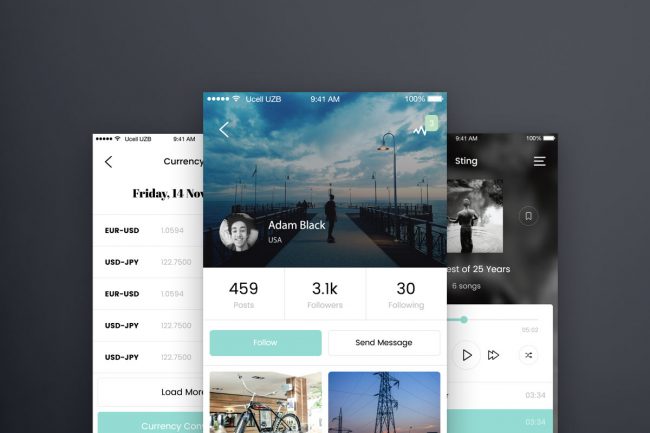 Ucell UZB 9:41 AM
Currency
Friday, 14 Nov
EUR-USD 1.0594
USD-JPY 122.7500
EUR-USD 1.0594
USD-JPY 122.7500
USD-JPY 122.7500
Load More
Currency
Ucell UZB 9:41 AM 100%
3
Adam Black
USA
459 3.1k 30
Posts Followers Following
Follow Send Message
9:41 AM 100%
Sting
of 25 Years
6 songs
05:02
03:34
03:34